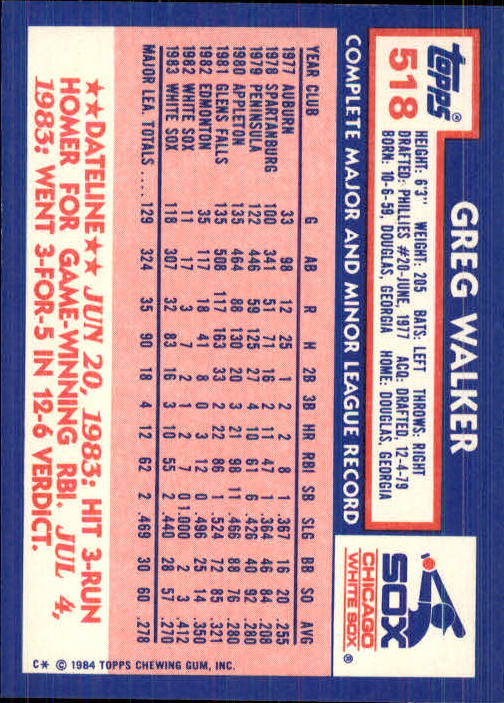 topps®
518
GREG WALKER
HEIGHT: 6'3" WEIGHT: 205 BATS: LEFT THROWS: RIGHT
DRAFTED: PHILLIES #20-JUNE, 1977 ACQ: DRAFTED, 12-4-79
BORN: 10-6-59, DOUGLAS, GEORGIA HOME: DOUGLAS, GEORGIA
SOX
CHICAGO
WHITE SOX®
COMPLETE MAJOR AND MINOR LEAGUE RECORD
YEAR CLUB G AB R H 2B 3B HR RBI SB SLG BB SO AVG
1977 AUBURN 33 98 12 25 1 2 2 8 1 .367 16 20 .255
1978 SPARTANBURG 100 341 51 71 16 2 11 47 1 .364 46 84 .208
1979 PENINSULA 122 446 59 125 27 4 10 61 6 .426 40 92 .280
1980 APPLETON 135 464 88 130 20 3 21 98 11 .466 88 76 .280
1981 GLENS FALLS 135 508 117 163 33 2 22 86 5 .524 72 85 .321
1982 EDMONTON 35 117 18 41 8 0 3 12 0 .496 25 14 .350
1982 WHITE SOX 11 17 3 7 2 1 2 7 0 1.000 2 3 .412
1983 WHITE SOX 118 307 32 83 16 3 10 55 2 .440 28 57 .270
MAJOR LEA. TOTALS .... 129 324 35 90 18 4 12 62 2 .469 30 60 .278
★★DATELINE★★ JUN 20, 1983: HIT 3-RUN
HOMER FOR GAME-WINNING RBI. JUL 4,
1983: WENT 3-FOR-5 IN 12-6 VERDICT.
C* © 1984 TOPPS CHEWING GUM, INC.